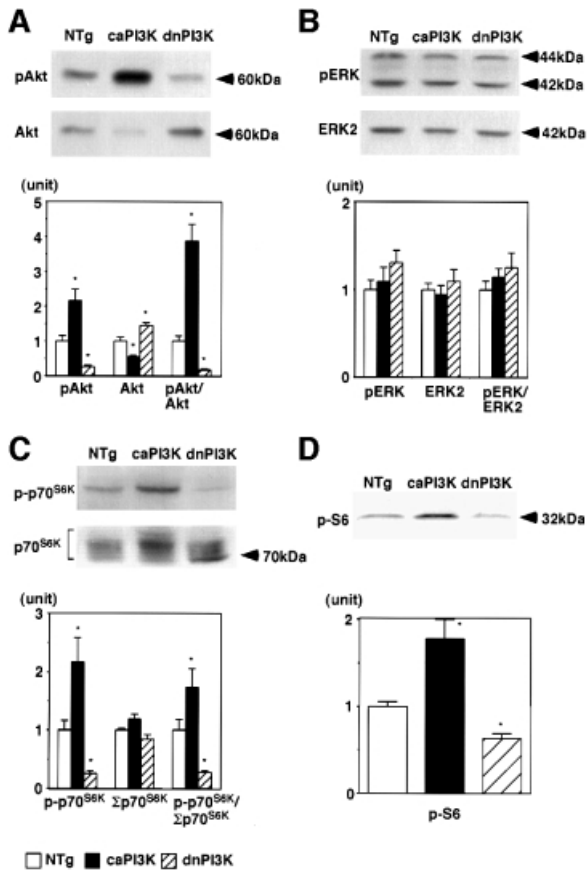 A
NTg caPI3K dnPI3K
pAkt 60kDa
Akt 60kDa
(unit)
5
4
3
2
1
0
* * * * * *
pAkt Akt pAkt/
Akt
B
NTg caPI3K dnPI3K
pERK 44kDa
42kDa
ERK2 42kDa
(unit)
2
1
0
pERK ERK2 pERK/
ERK2
C
NTg caPI3K dnPI3K
p-p70S6K
p70S6K 70kDa
(unit)
3
2
1
0
* * * *
p-p70S6K Σp70S6K p-p70S6K/
Σp70S6K
D
NTg caPI3K dnPI3K
p-S6 32kDa
(unit)
2
1
0
* *
p-S6
NTg caPI3K dnPI3K